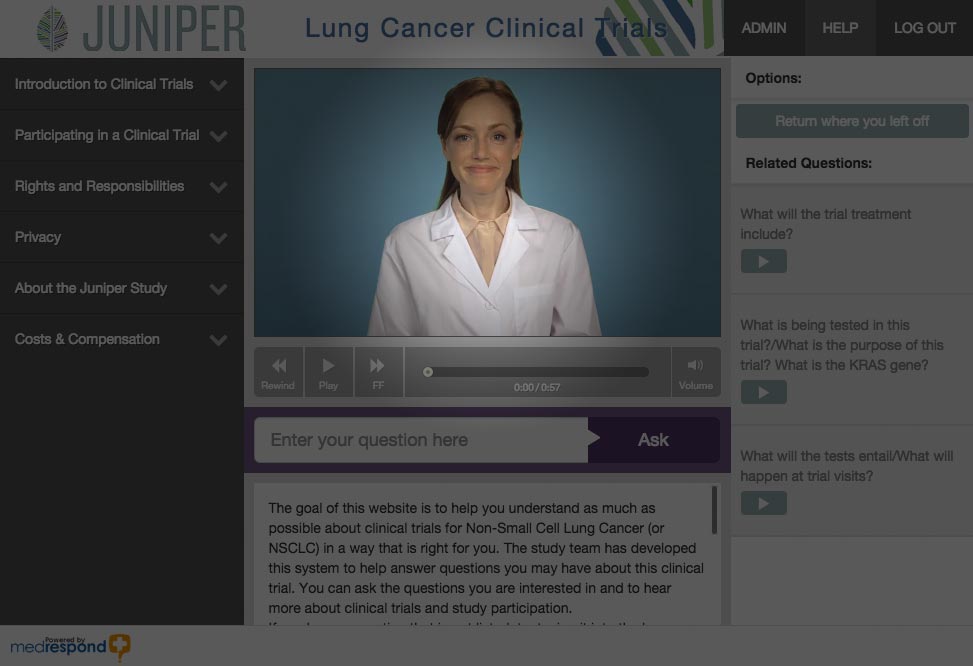 JUNIPER
Lung Cancer Clinical Trials
ADMIN
HELP
LOG OUT
Introduction to Clinical Trials
Participating in a Clinical Trial
Rights and Responsibilities
Privacy
About the Juniper Study
Costs & Compensation
Rewind
Play
FF
0:00 / 0:57
Volume
Enter your question here
Ask
The goal of this website is to help you understand as much as
possible about clinical trials for Non-Small Cell Lung Cancer (or
NSCLC) in a way that is right for you. The study team has developed
this system to help answer questions you may have about this clinical
trial. You can ask the questions you are interested in and to hear
more about clinical trials and study participation.
Options:
Return where you left off
Related Questions:
What will the trial treatment
include?
What is being tested in this
trial?/What is the purpose of this
trial? What is the KRAS gene?
What will the tests entail/What will
happen at trial visits?
Powered by
medrespond